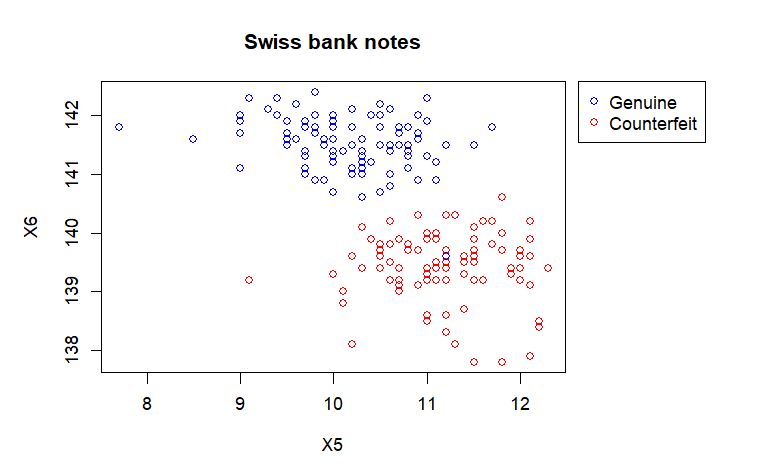 Swiss bank notes
Genuine
Counterfeit
142
141
140
139
138
X6
8 9 10 11 12
X5